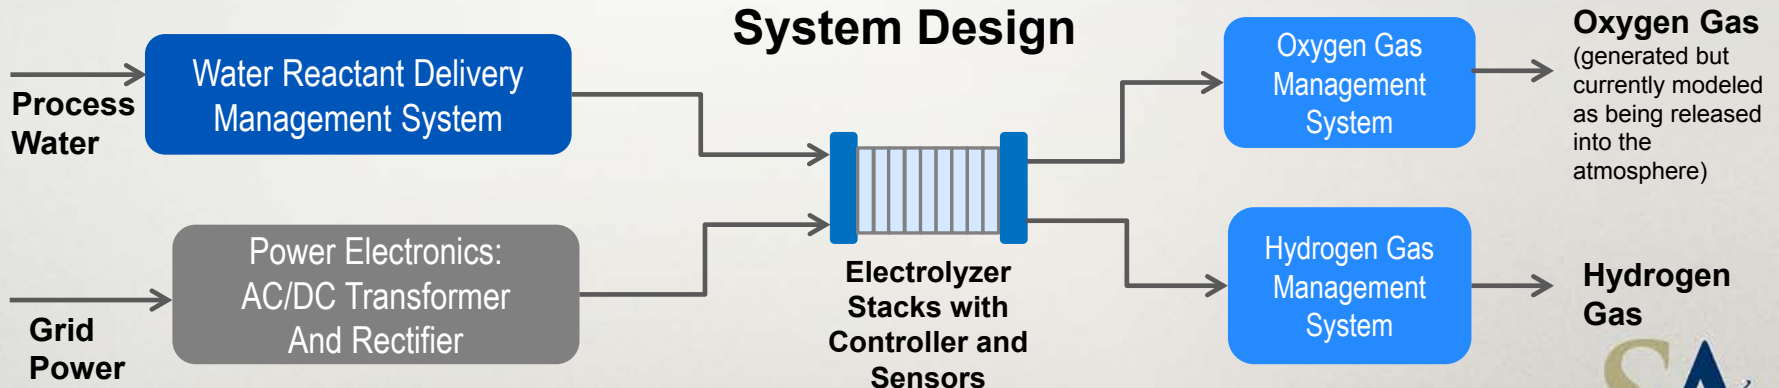 System Design
Process
Water
Water Reactant Delivery
Management System
Grid
Power
Power Electronics:
AC/DC Transformer
And Rectifier
Electrolyzer
Stacks with
Controller and
Sensors
Oxygen Gas
Management
System
Oxygen Gas
(generated but
currently modeled
as being released
into the
atmosphere)
Hydrogen Gas
Management
System
Hydrogen
Gas
SA